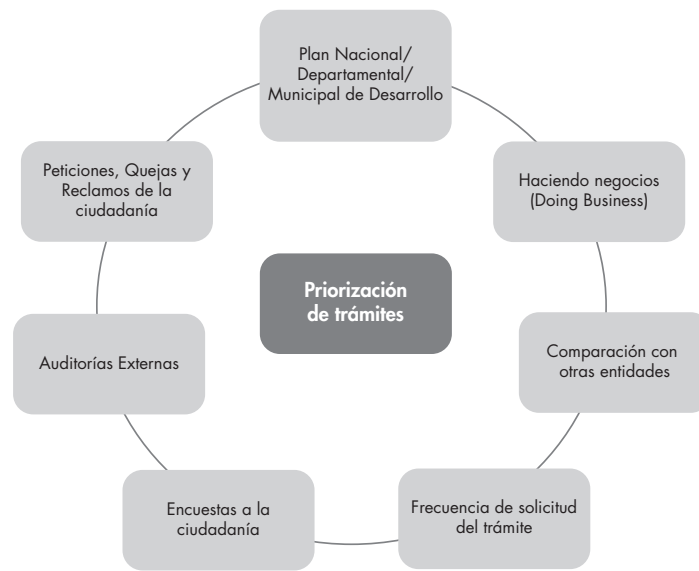 Plan Nacional/
Departamental/
Municipal de Desarrollo
Peticiones, Quejas y
Reclamos de la
ciudadanía
Haciendo negocios
(Doing Business)
Priorización
de trámites
Auditorías Externas
Comparación con
otras entidades
Encuestas a la
ciudadanía
Frecuencia de solicitud
del trámite